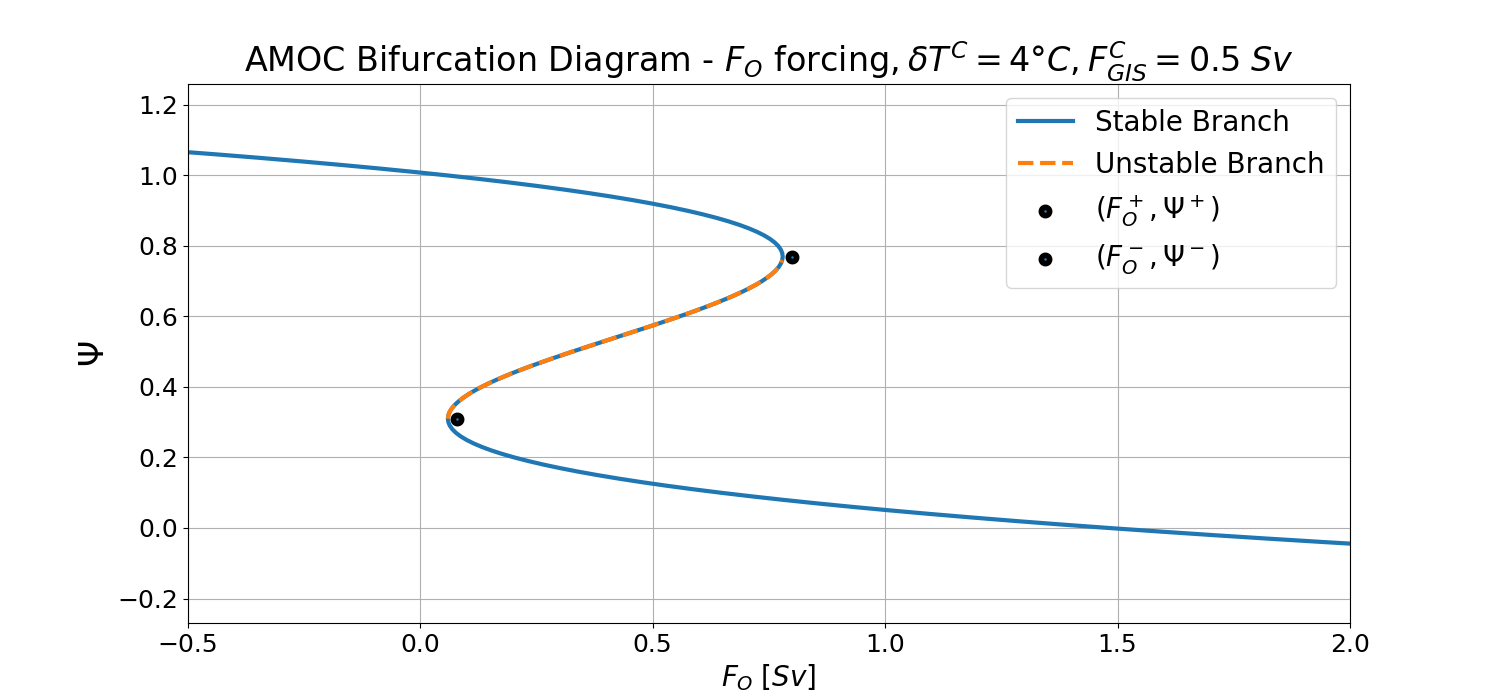 AMOC Bifurcation Diagram - F_O forcing, δT^C = 4°C, F_{GIS}^C = 0.5 Sv
Ψ
1.2
1.0
0.8
0.6
0.4
0.2
0.0
−0.2
−0.5
0.0
0.5
1.0
1.5
2.0
F_O [Sv]
Stable Branch
Unstable Branch
(F_O^+, Ψ^+)
(F_O^−, Ψ^−)